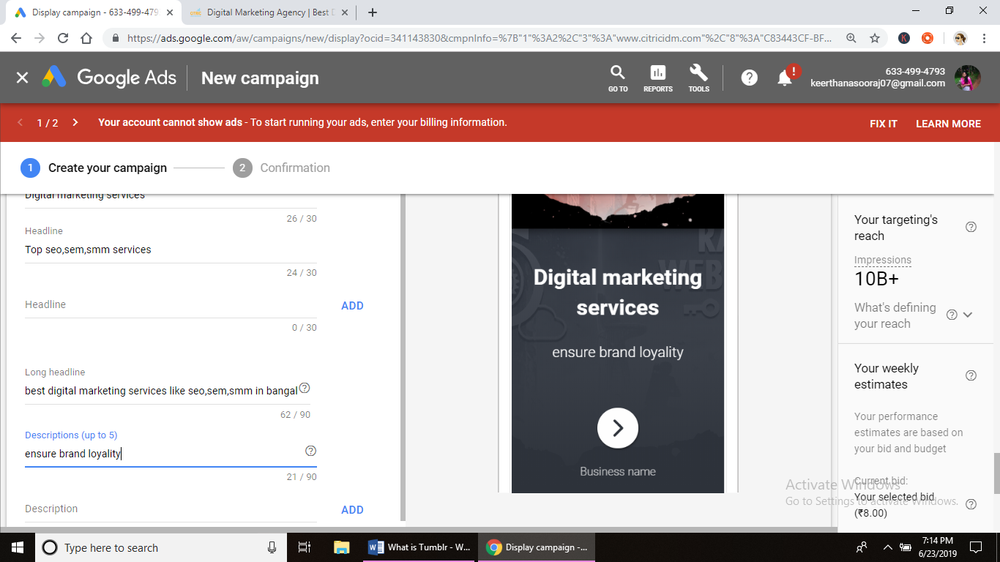 Display campaign - 633-499-479
Digital Marketing Agency | Best D
https://ads.google.com/aw/campaigns/new/display?ocid=341143830&cmpnInfo=%7B"1"%3A2%2C"3"%3A"www.citricidm.com"%2C"8"%3A"C83443CF-BF...
K
Google Ads
New campaign
GO TO
REPORTS
TOOLS
?
!
633-499-4793
keerthanasooraj07@gmail.com
1 / 2
Your account cannot show ads - To start running your ads, enter your billing information.
FIX IT
LEARN MORE
1
Create your campaign
2
Confirmation
Digital marketing services
26 / 30
Headline
Top seo,sem,smm services
24 / 30
Headline
ADD
0 / 30
Long headline
best digital marketing services like seo,sem,smm in bangal
62 / 90
Descriptions (up to 5)
ensure brand loyality
21 / 90
Description
ADD
RA
WEB
Digital marketing
services
ensure brand loyality
Business name
Your targeting's
reach
Impressions
10B+
What's defining
your reach
Your weekly
estimates
Your performance
estimates are based on
your bid and budget
Current bid:
Your selected bid
(₹8.00)
Activate Windows
Go to Settings to activate Windows.
Type here to search
What is Tumblr - W...
Display campaign -...
7:14 PM
6/23/2019